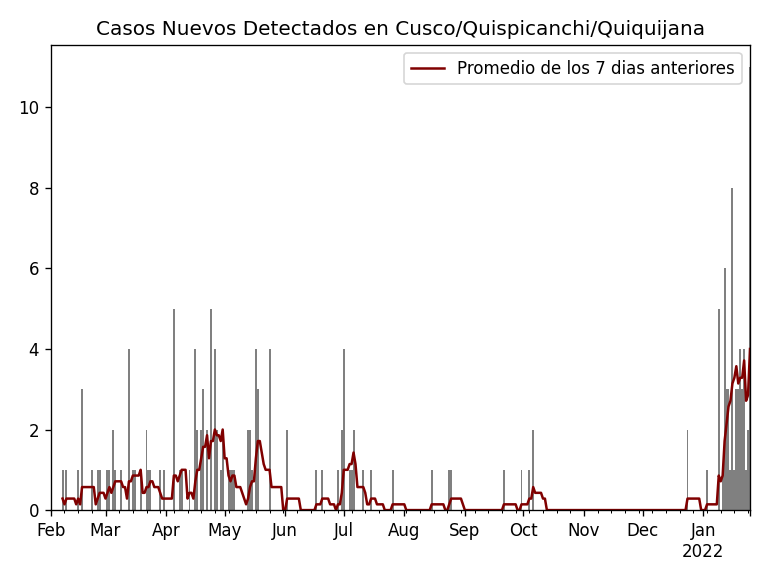 Casos Nuevos Detectados en Cusco/Quispicanchi/Quiquijana
Promedio de los 7 dias anteriores
10
8
6
4
2
0
Feb Mar Apr May Jun Jul Aug Sep Oct Nov Dec Jan
2022